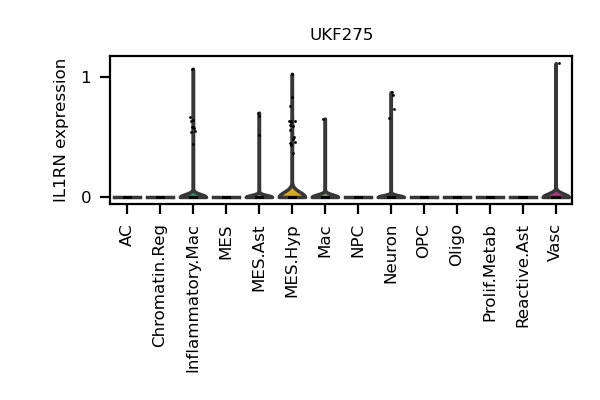 UKF275
IL1RN expression
1
0
AC
Chromatin.Reg
Inflammatory.Mac
MES
MES.Ast
MES.Hyp
Mac
NPC
Neuron
OPC
Oligo
Prolif.Metab
Reactive.Ast
Vasc